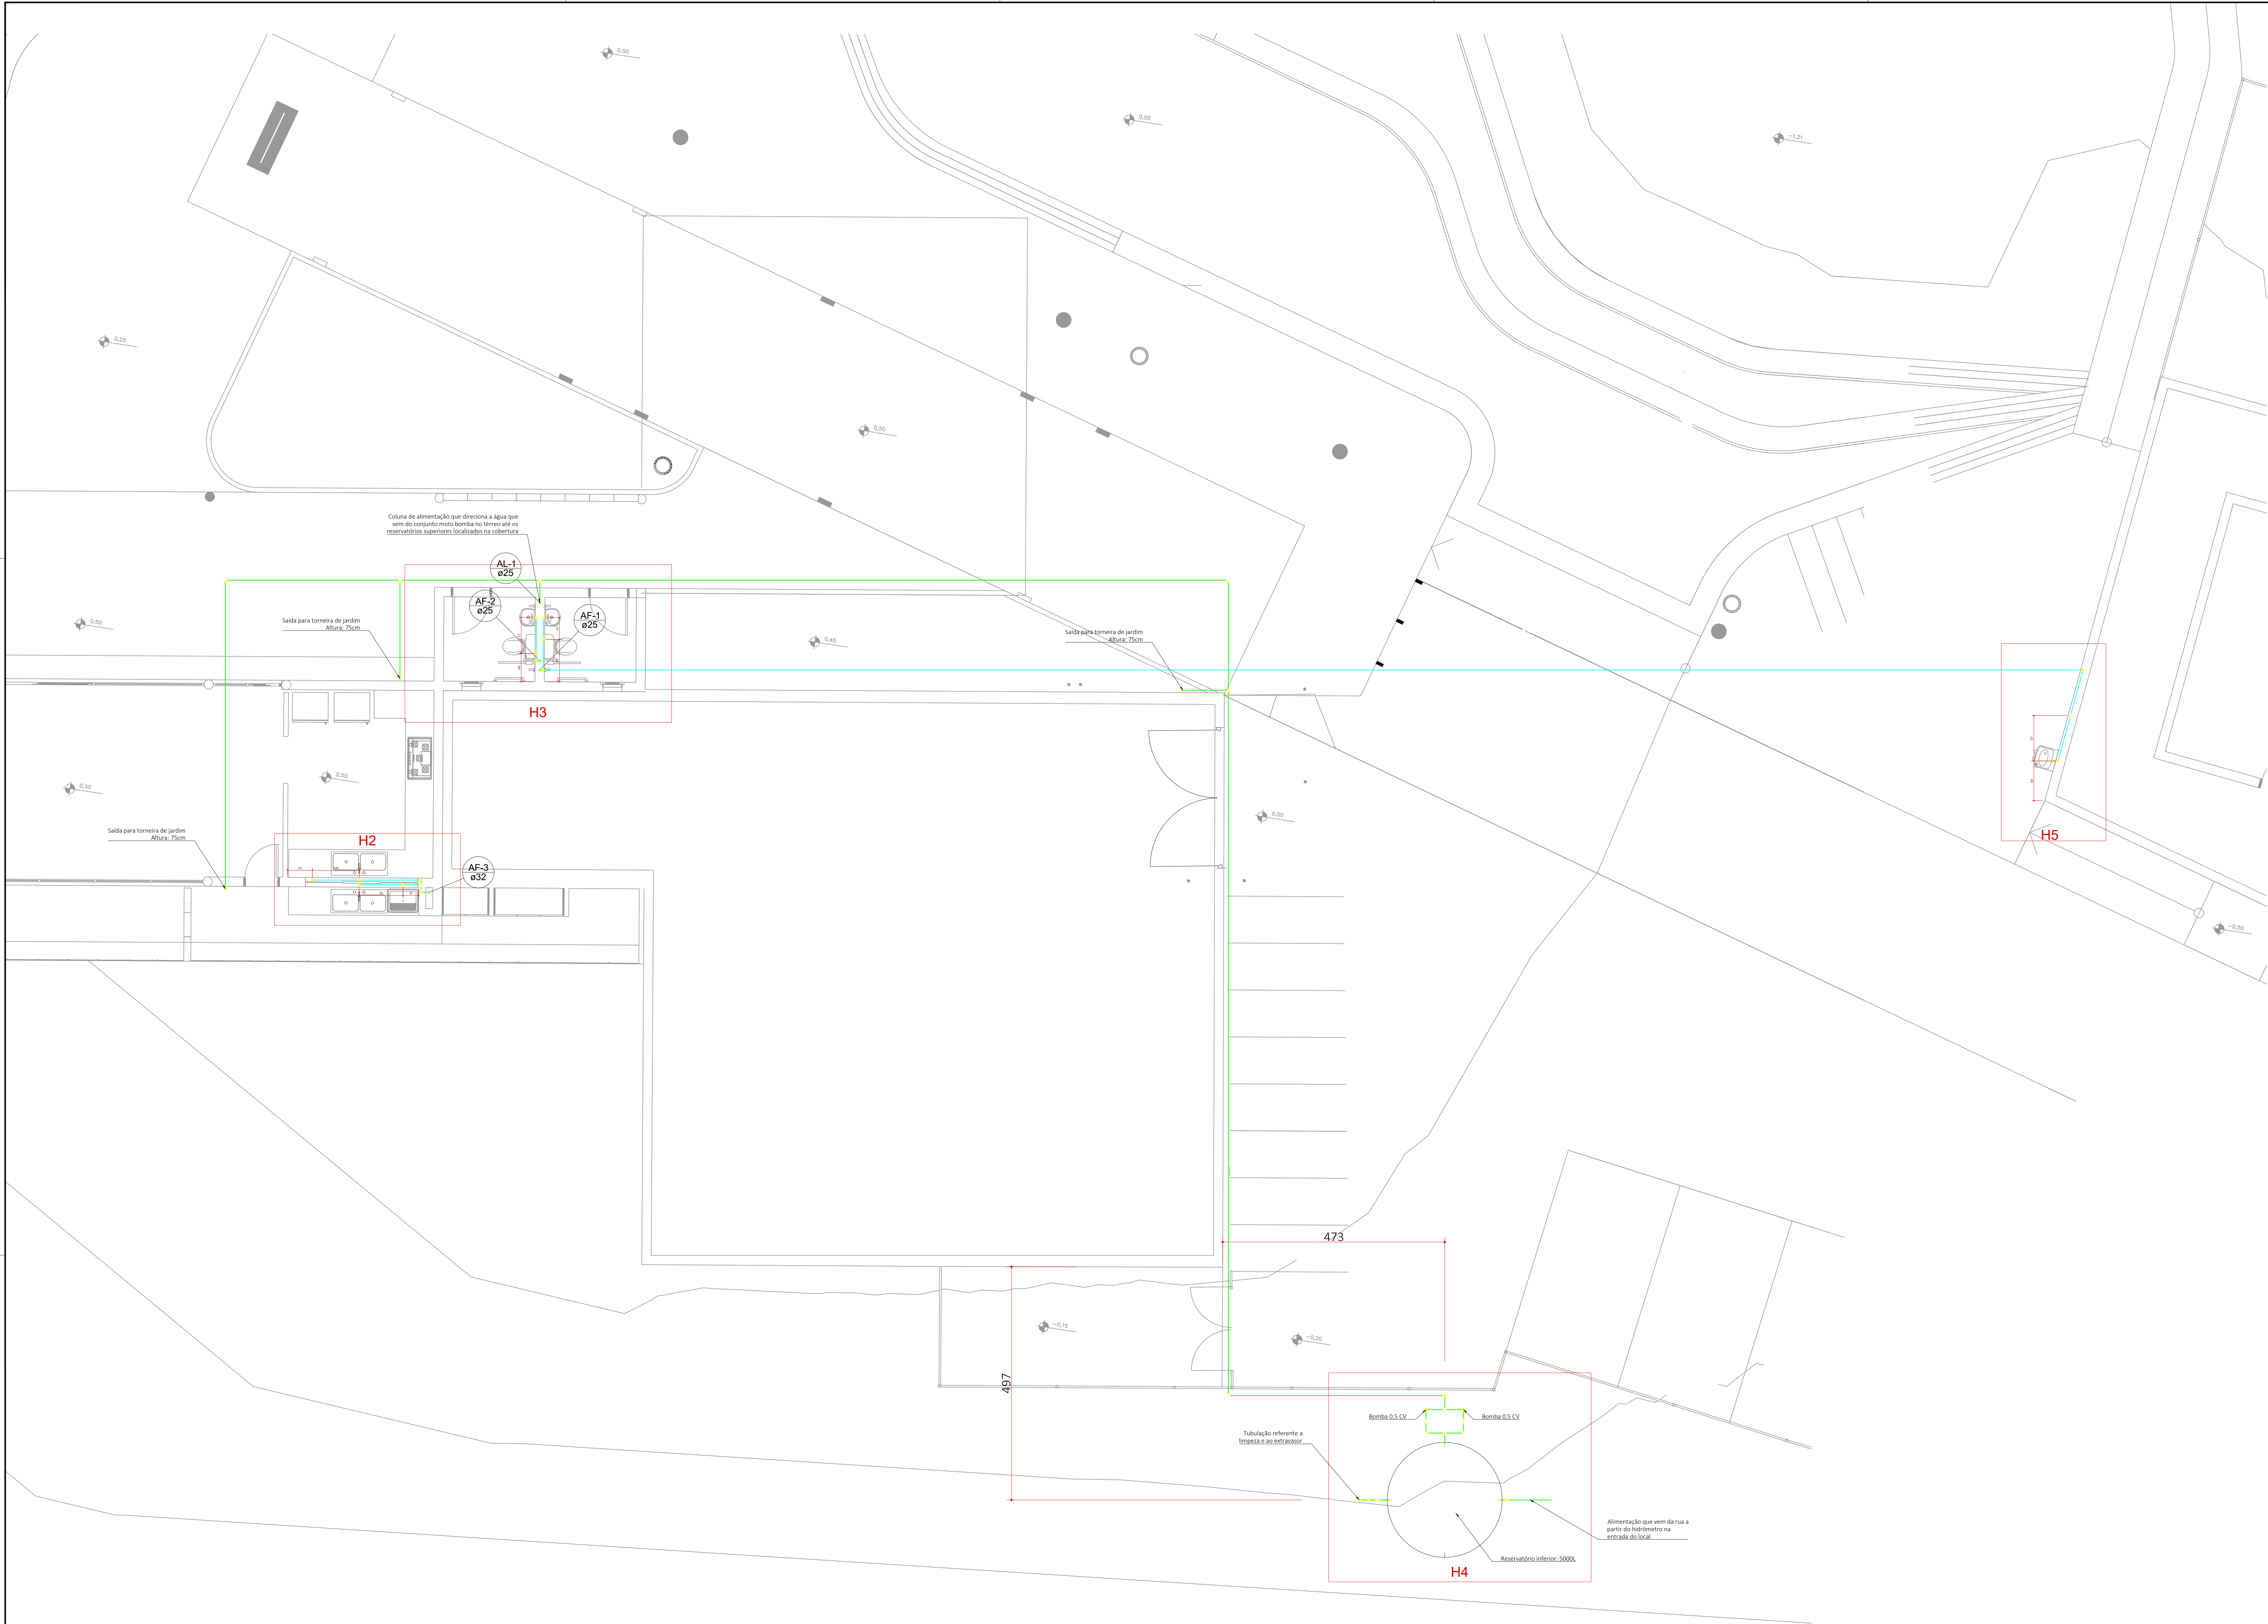 0,50
0,05
-1,21
0,25
0,50
Coluna de alimentação que direciona a água que
vem do conjunto moto bomba no térreo até os
reservatórios superiores localizados na cobertura
AL-1
ø25
AF-2
ø25
AF-1
ø25
0,50
Saída para torneira de jardim
Altura: 75cm
0,45
Saída para torneira de jardim
Altura: 75cm
H3
0,50
0,50
0,50
Saída para torneira de jardim
Altura: 75cm
H2
H5
AF-3
ø32
-0,50
473
-0,15
-0,20
497
Bomba 0,5 CV
Bomba 0,5 CV
Tubulação referente a
limpeza e ao extravasor
Alimentação que vem da rua a
partir do hidrômetro na
entrada do local
Reservatório inferior: 5000L
H4